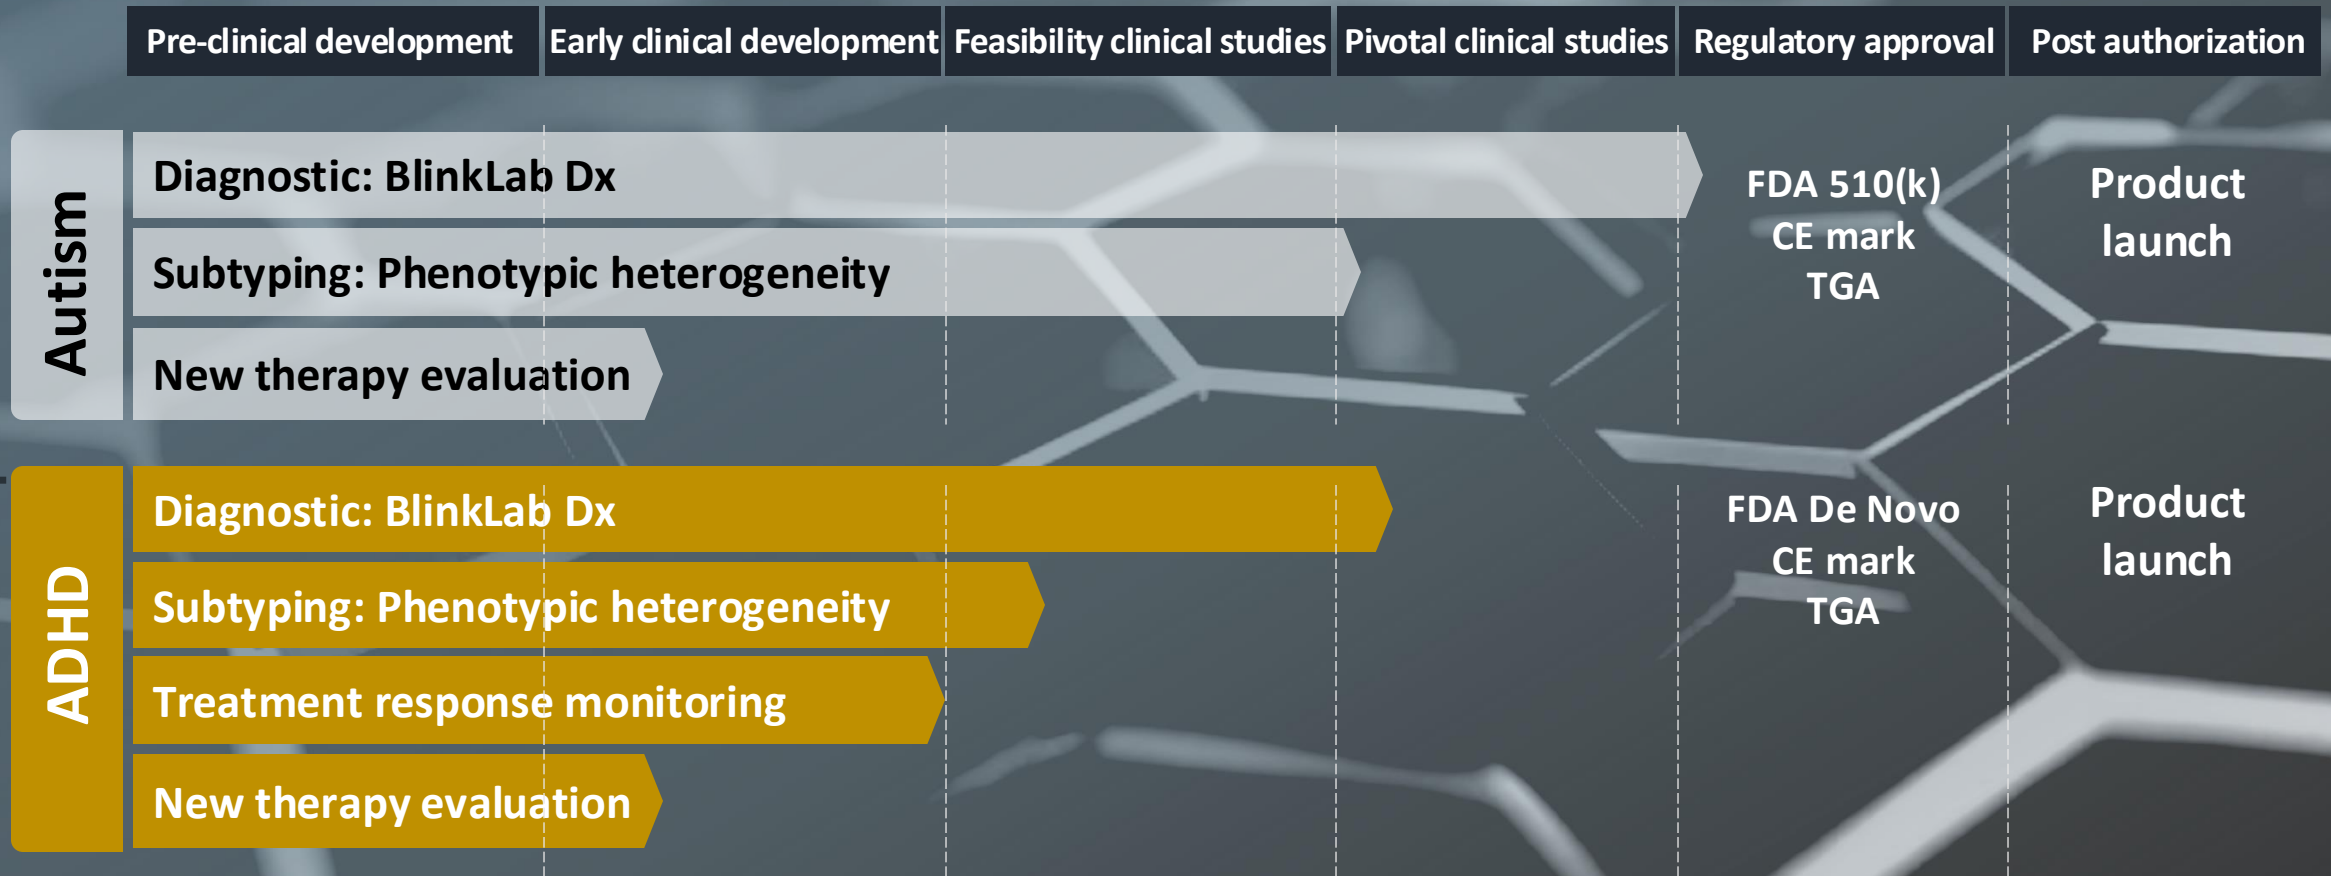 Pre-clinical development
Early clinical development
Feasibility clinical studies
Pivotal clinical studies
Regulatory approval
Post authorization
Autism
Diagnostic: BlinkLab Dx
Subtyping: Phenotypic heterogeneity
New therapy evaluation
FDA 510(k)
CE mark
TGA
Product
launch
ADHD
Diagnostic: BlinkLab Dx
Subtyping: Phenotypic heterogeneity
Treatment response monitoring
New therapy evaluation
FDA De Novo
CE mark
TGA
Product
launch